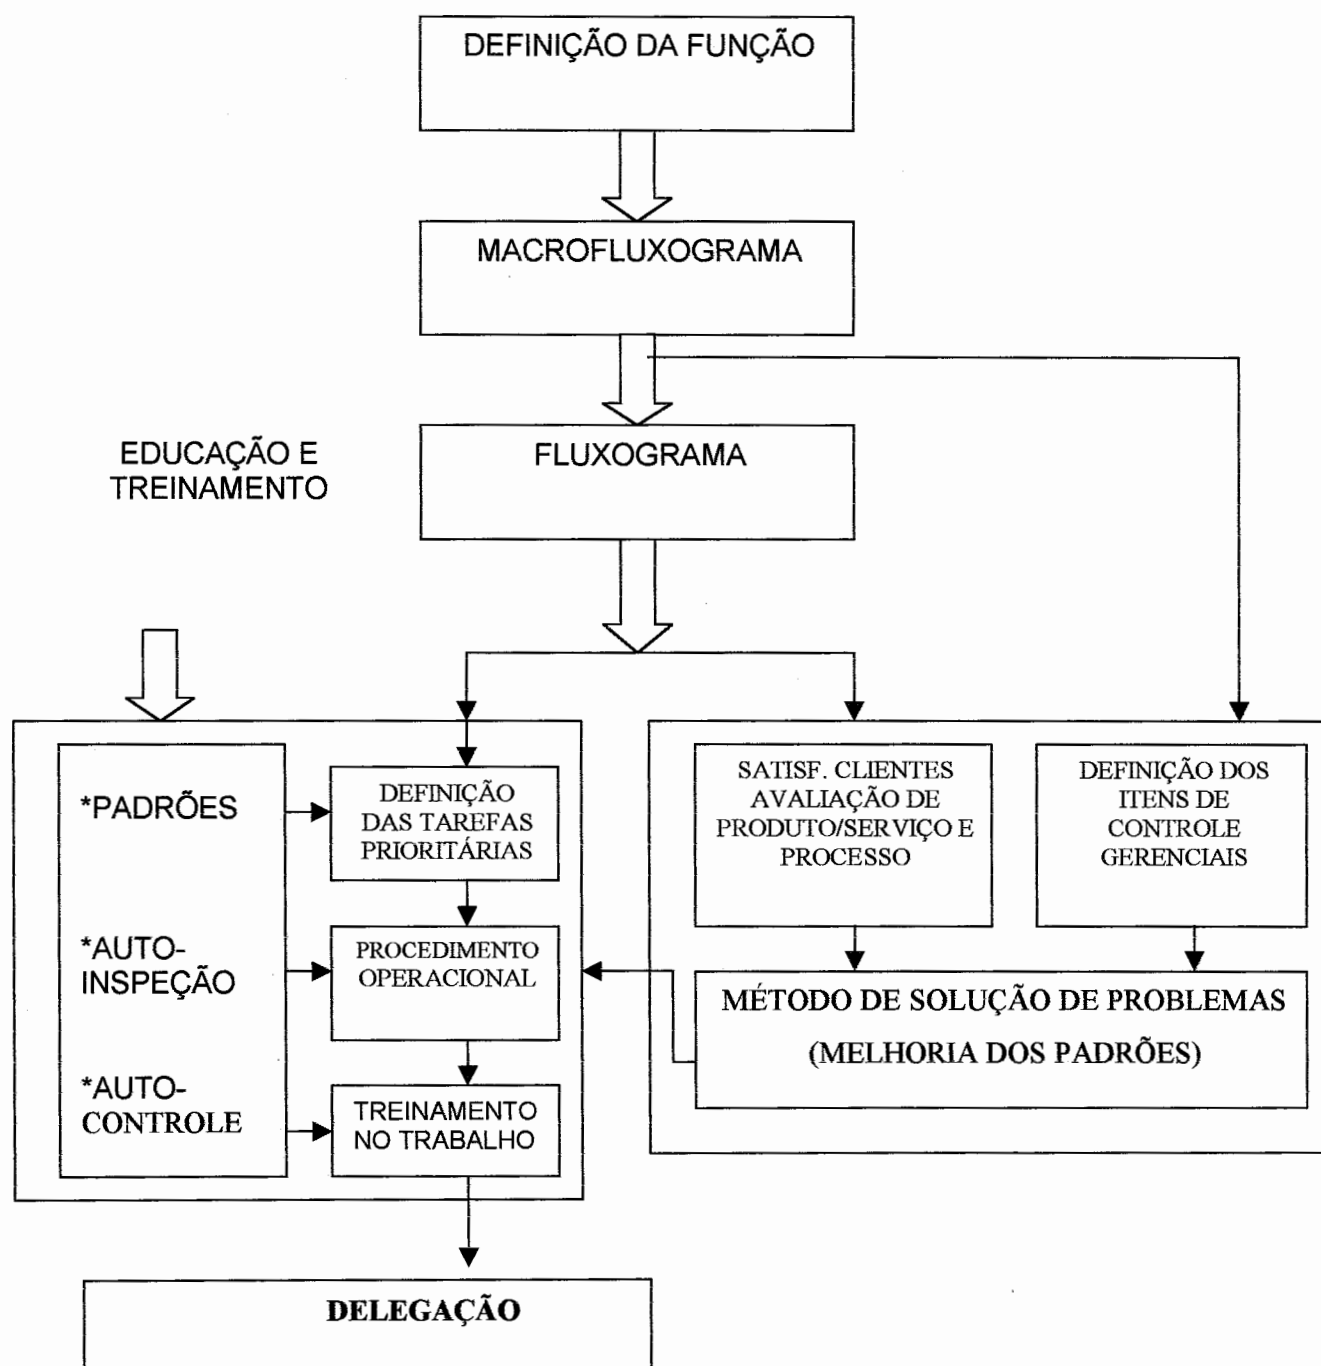 DEFINIÇÃO DA FUNÇÃO
MACROFLUXOGRAMA
FLUXOGRAMA
EDUCAÇÃO E
TREINAMENTO
*PADRÕES
*AUTO-
INSPEÇÃO
*AUTO-
CONTROLE
DEFINIÇÃO
DAS TAREFAS
PRIORITÁRIAS
PROCEDIMENTO
OPERACIONAL
TREINAMENTO
NO TRABALHO
SATISF. CLIENTES
AVALIAÇÃO DE
PRODUTO/SERVIÇO E
PROCESSO
DEFINIÇÃO DOS
ITENS DE
CONTROLE
GERENCIAIS
MÉTODO DE SOLUÇÃO DE PROBLEMAS
(MELHORIA DOS PADRÕES)
DELEGAÇÃO